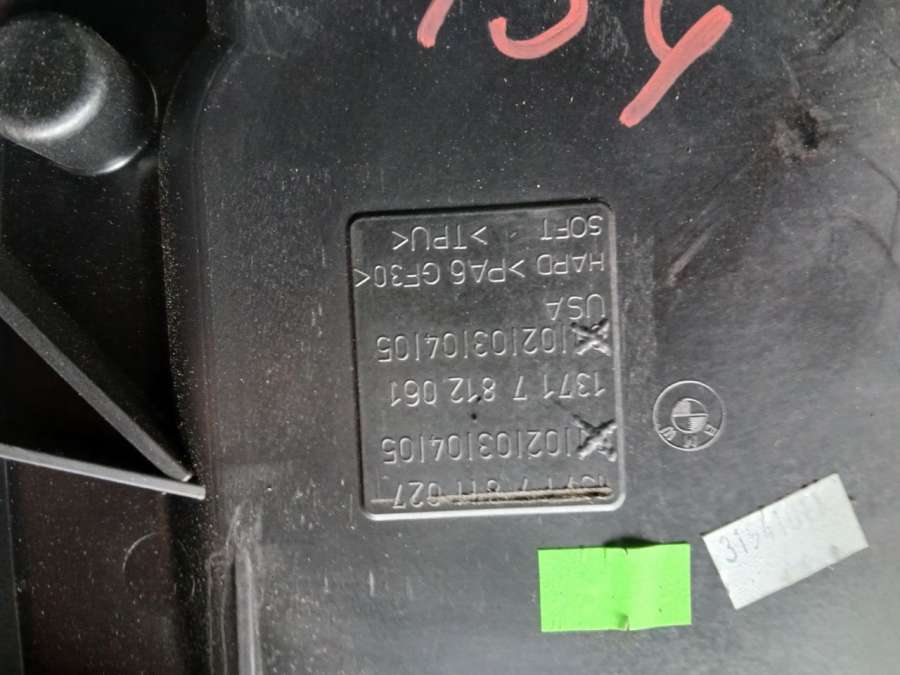 1371 7 811 027
|02|03|04|05
1371 7 812 061
|02|03|04|05
USA
HARD >PA6 GF30<
SOFT >TPU<
BMW